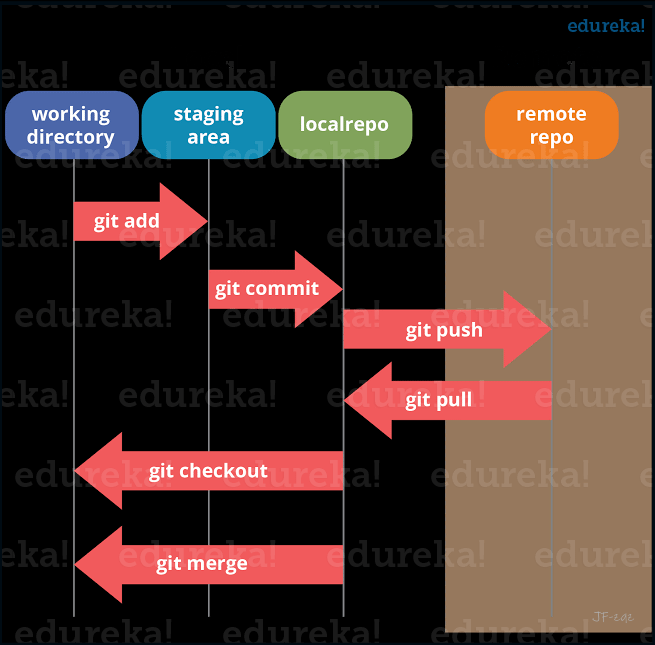 edureka!
working
directory
staging
area
localrepo
remote
repo
git add
git commit
git push
git pull
git checkout
git merge
JF-292